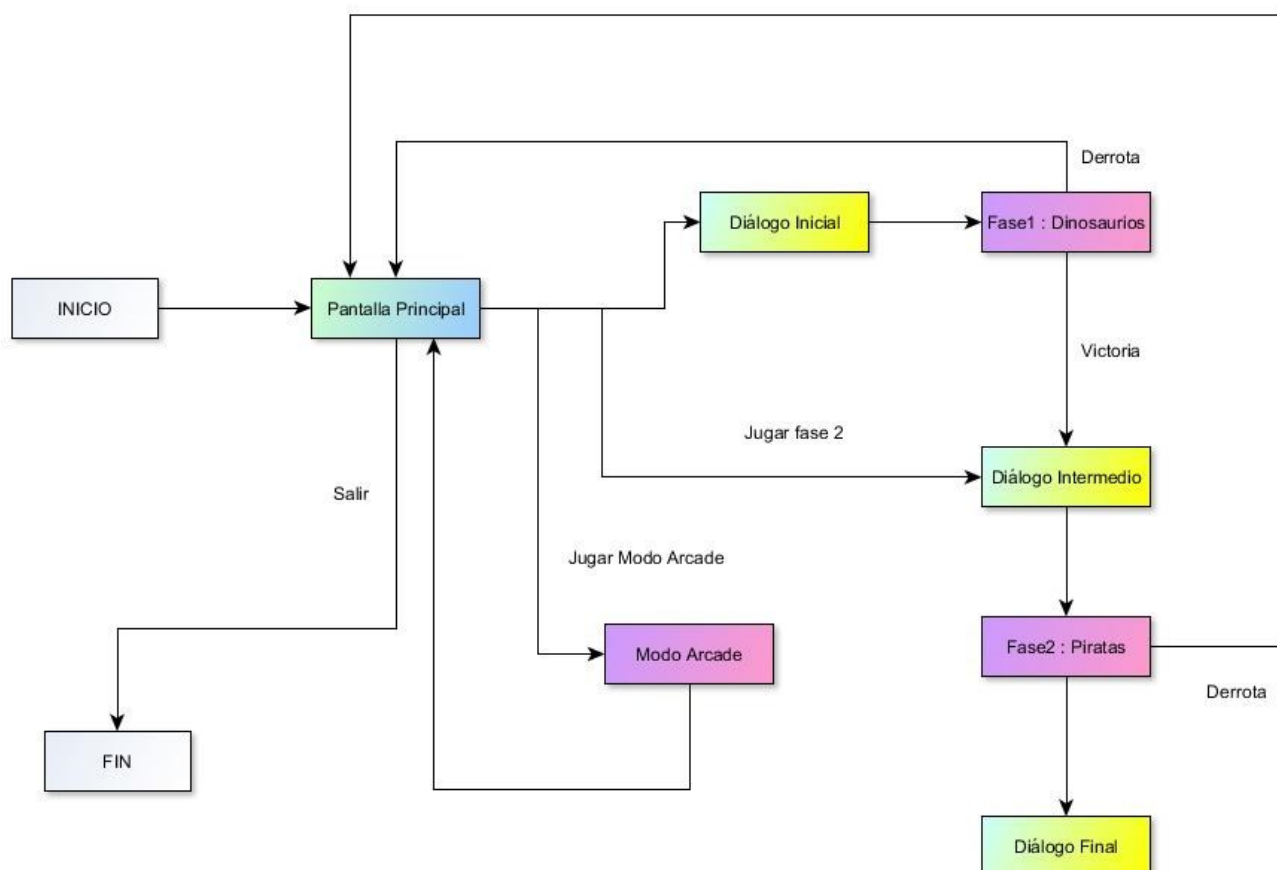 Derrota
Diálogo Inicial
Fase1 : Dinosaurios
INICIO
Pantalla Principal
Victoria
Jugar fase 2
Diálogo Intermedio
Salir
Jugar Modo Arcade
Modo Arcade
Fase2 : Piratas
Derrota
FIN
Diálogo Final